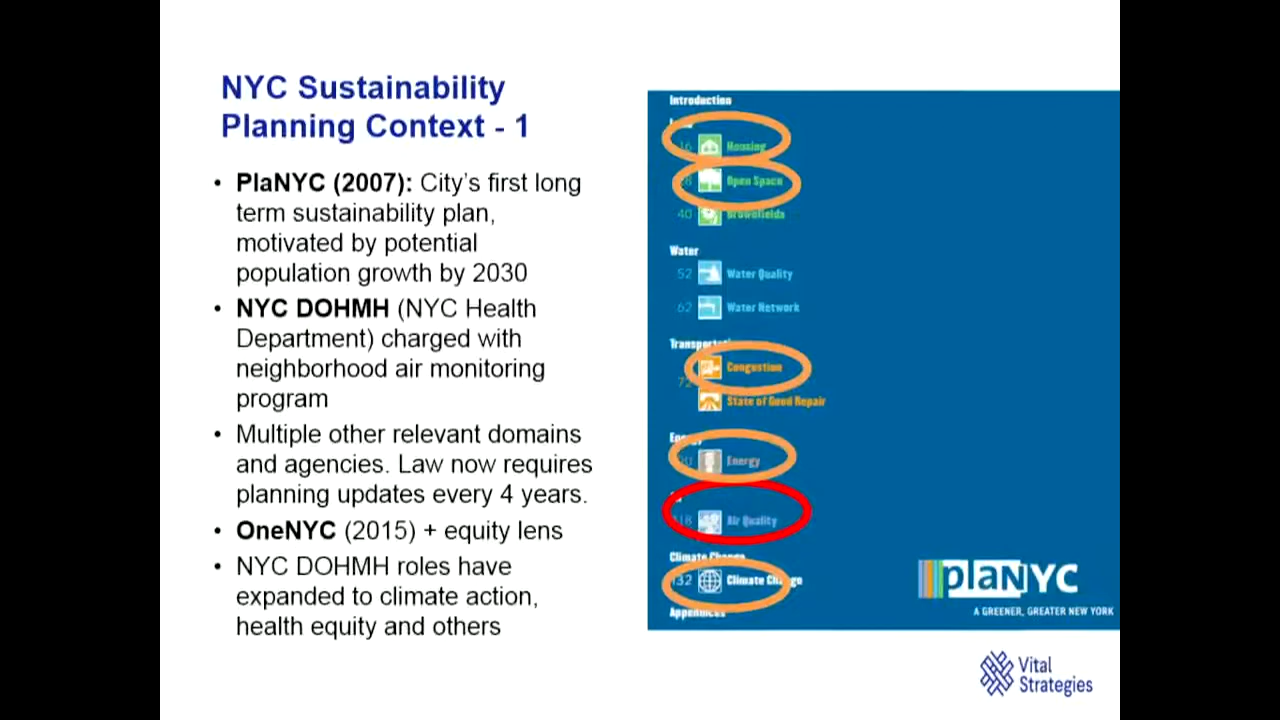 NYC Sustainability
Planning Context - 1
• PlaNYC (2007): City's first long
term sustainability plan,
motivated by potential
population growth by 2030
• NYC DOHMH (NYC Health
Department) charged with
neighborhood air monitoring
program
• Multiple other relevant domains
and agencies. Law now requires
planning updates every 4 years.
• OneNYC (2015) + equity lens
• NYC DOHMH roles have
expanded to climate action,
health equity and others
Introduction
16 Housing
Open Space
40 Brownfields
Water
52 Water Quality
62 Water Network
Transportation
72 Congestion
State of Good Repair
Energy
Energy
Air Quality
Climate Change
132 Climate Change
Appendices
plaNYC
A GREENER, GREATER NEW YORK
Vital
Strategies